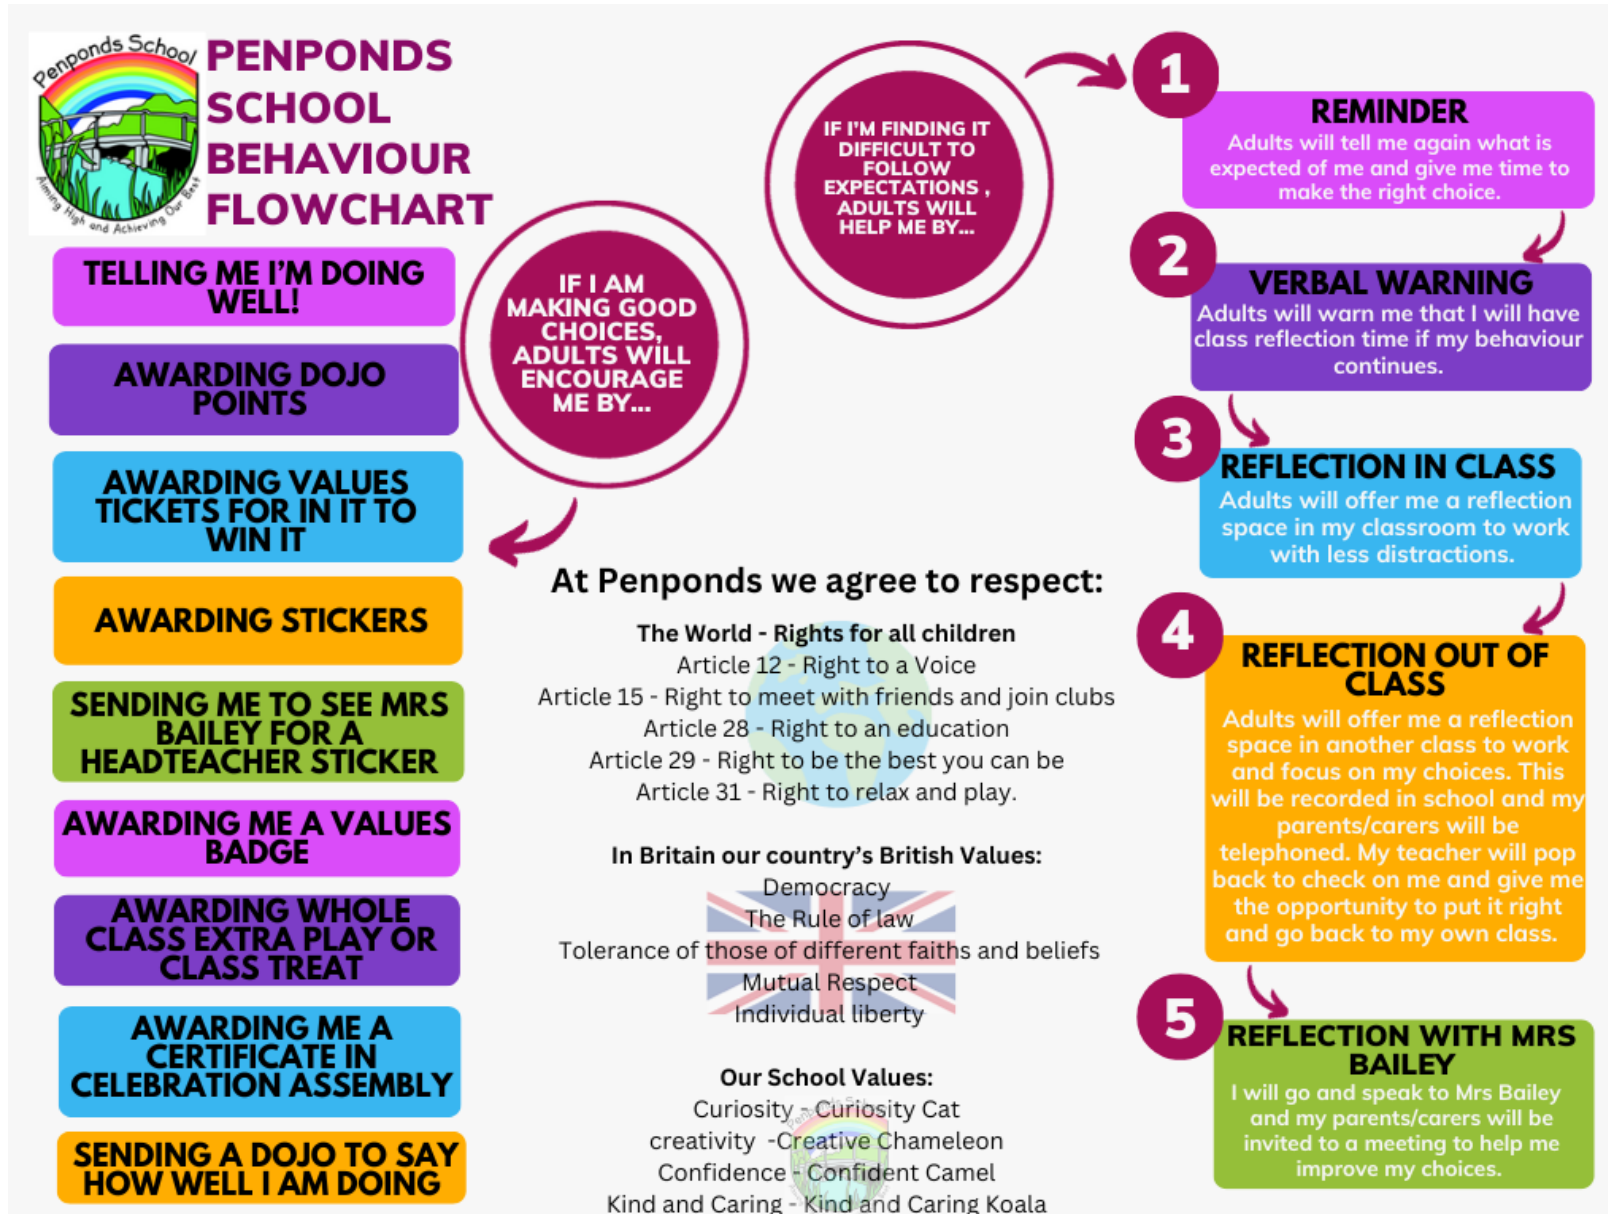 Penponds School
Aiming High and Achieving Our Best
PENPONDS
SCHOOL
BEHAVIOUR
FLOWCHART
TELLING ME I'M DOING
WELL!
AWARDING DOJO
POINTS
AWARDING VALUES
TICKETS FOR IN IT TO
WIN IT
AWARDING STICKERS
SENDING ME TO SEE MRS
BAILEY FOR A
HEADTEACHER STICKER
AWARDING ME A VALUES
BADGE
AWARDING WHOLE
CLASS EXTRA PLAY OR
CLASS TREAT
AWARDING ME A
CERTIFICATE IN
CELEBRATION ASSEMBLY
SENDING A DOJO TO SAY
HOW WELL I AM DOING
IF I AM
MAKING GOOD
CHOICES,
ADULTS WILL
ENCOURAGE
ME BY...
At Penponds we agree to respect:
The World - Rights for all children
Article 12 - Right to a Voice
Article 15 - Right to meet with friends and join clubs
Article 28 - Right to an education
Article 29 - Right to be the best you can be
Article 31 - Right to relax and play.
In Britain our country's British Values:
Democracy
The Rule of law
Tolerance of those of different faiths and beliefs
Mutual Respect
Individual liberty
Our School Values:
Curiosity - Curiosity Cat
creativity -Creative Chameleon
Confidence - Confident Camel
Kind and Caring - Kind and Caring Koala
IF I'M FINDING IT
DIFFICULT TO
FOLLOW
EXPECTATIONS ,
ADULTS WILL
HELP ME BY...
1
REMINDER
Adults will tell me again what is
expected of me and give me time to
make the right choice.
2
VERBAL WARNING
Adults will warn me that I will have
class reflection time if my behaviour
continues.
3
REFLECTION IN CLASS
Adults will offer me a reflection
space in my classroom to work
with less distractions.
4
REFLECTION OUT OF
CLASS
Adults will offer me a reflection
space in another class to work
and focus on my choices. This
will be recorded in school and my
parents/carers will be
telephoned. My teacher will pop
back to check on me and give me
the opportunity to put it right
and go back to my own class.
5
REFLECTION WITH MRS
BAILEY
I will go and speak to Mrs Bailey
and my parents/carers will be
invited to a meeting to help me
improve my choices.